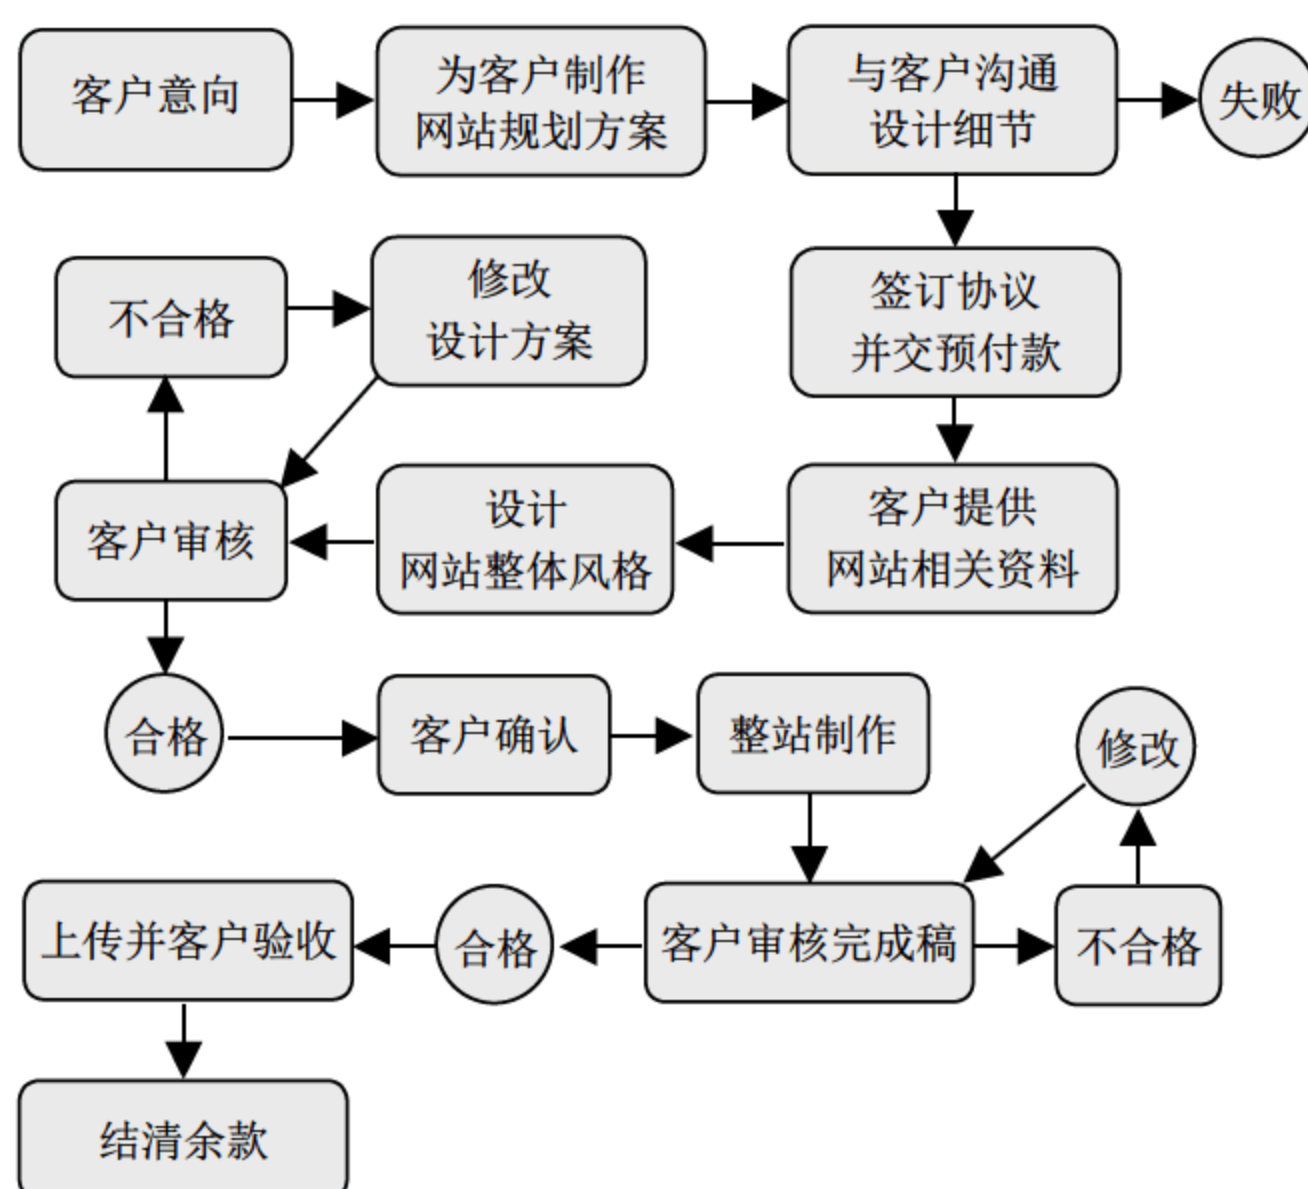 客户意向
为客户制作
网站规划方案
与客户沟通
设计细节
失败
不合格
修改
设计方案
签订协议
并交预付款
客户审核
设计
网站整体风格
客户提供
网站相关资料
合格
客户确认
整站制作
修改
上传并客户验收
合格
客户审核完成稿
不合格
结清余款